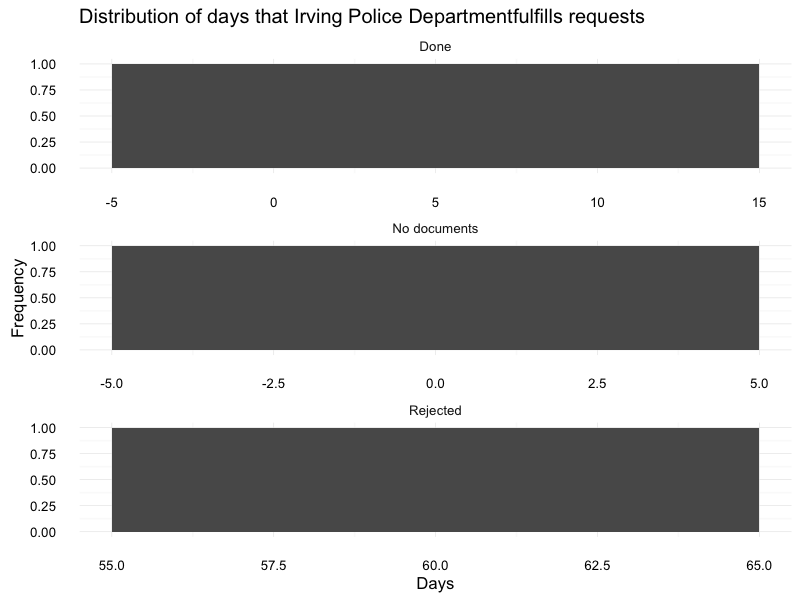 Distribution of days that Irving Police Departmentfulfills requests
Done
1.00
0.75
0.50
0.25
0.00
-5 0 5 10 15
No documents
1.00
0.75
0.50
0.25
0.00
-5.0 -2.5 0.0 2.5 5.0
Frequency
Rejected
1.00
0.75
0.50
0.25
0.00
55.0 57.5 60.0 62.5 65.0
Days